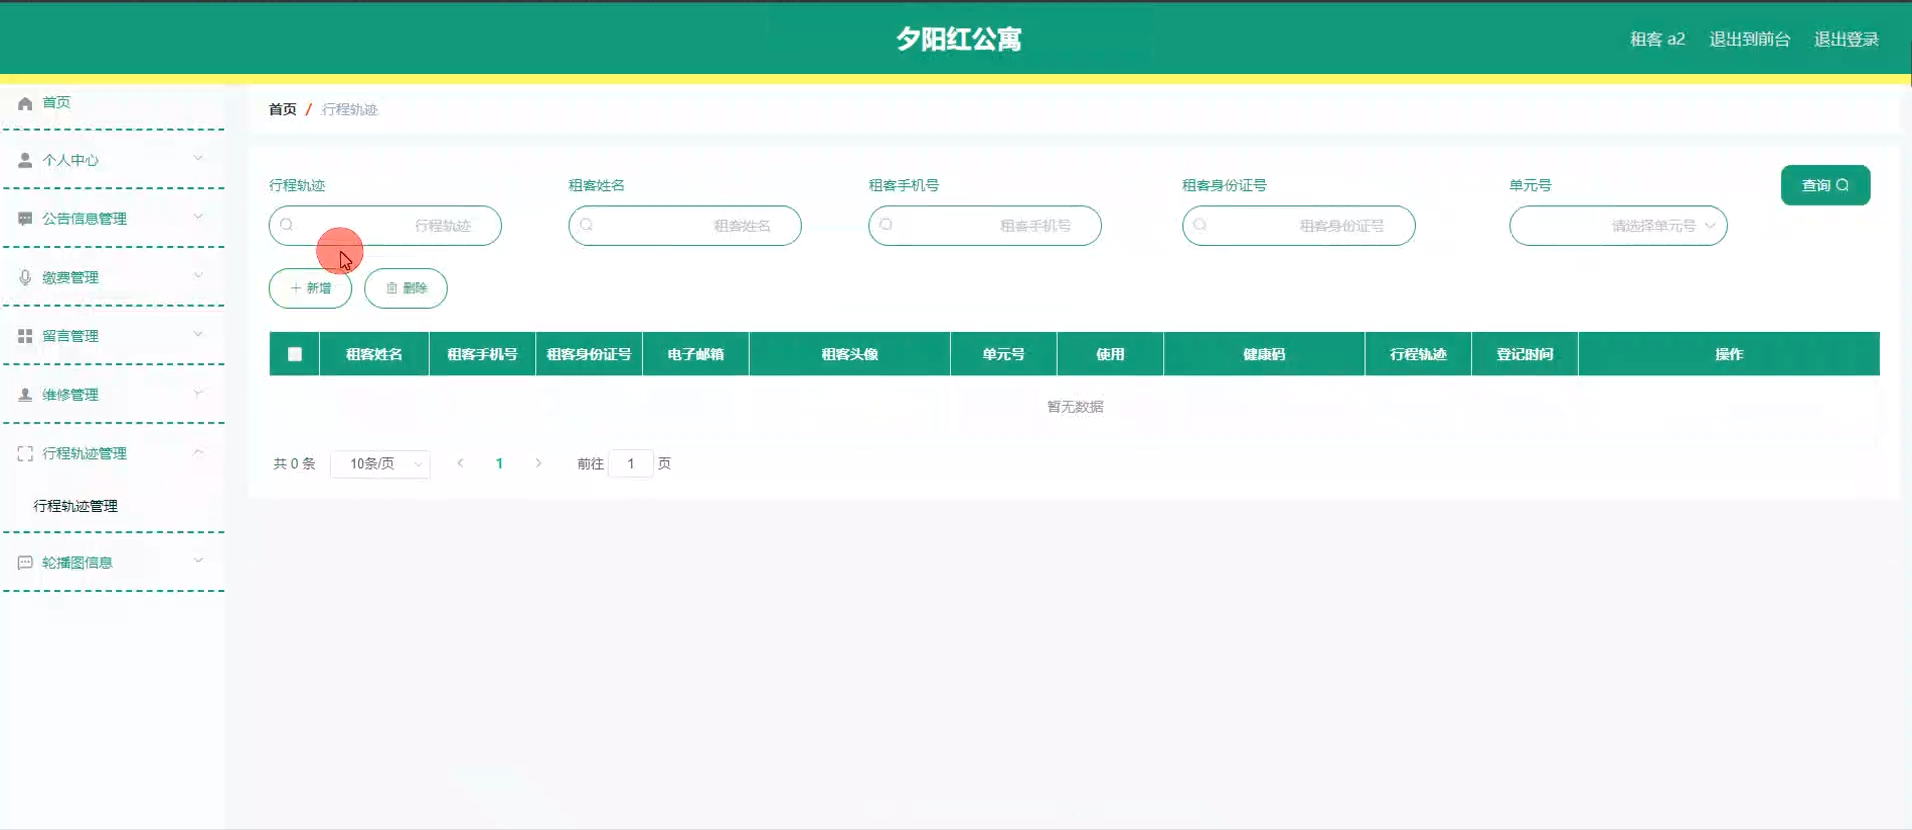 夕阳红公寓
租客 a2 退出到前台 退出登录
首页
个人中心
公告信息管理
缴费管理
留言管理
维修管理
行程轨迹管理
行程轨迹管理
轮播图信息
首页 / 行程轨迹
行程轨迹 租客姓名 租客手机号 租客身份证号 单元号
行程轨迹 租客姓名 租客手机号 租客身份证号 请选择单元号
查询
新增 删除
租客姓名 租客手机号 租客身份证号 电子邮箱 租客头像 单元号 使用 健康码 行程轨迹 登记时间 操作
暂无数据
共 0 条 10条/页 1 前往 1 页